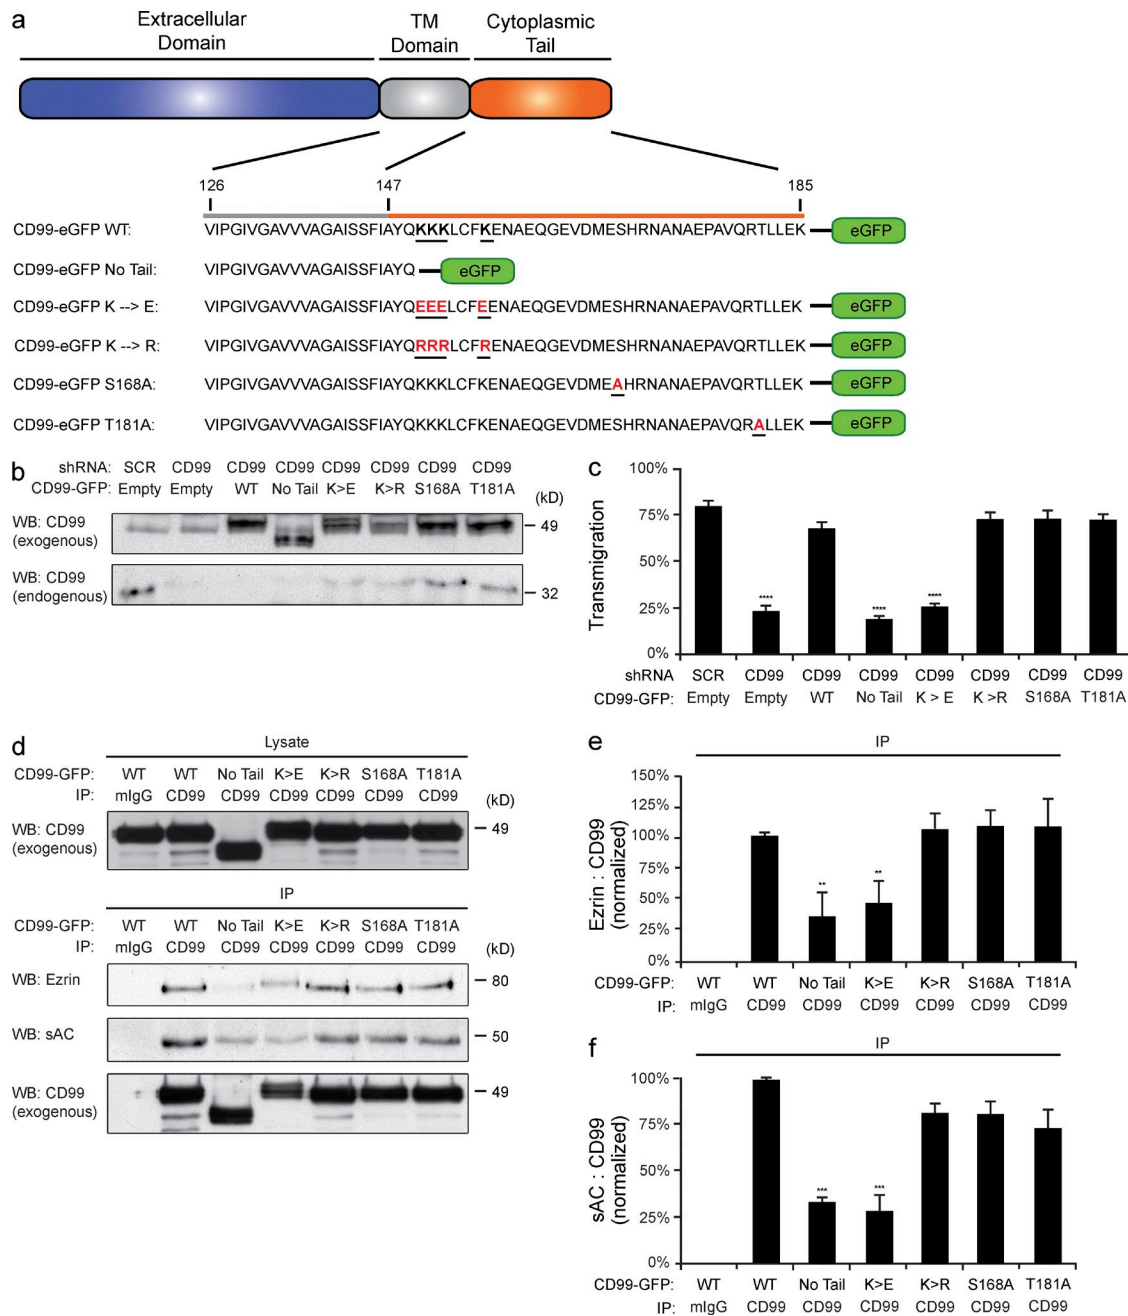 a
Extracellular Domain
TM Domain
Cytoplasmic Tail
126 147 185
CD99-eGFP WT: VIPGIVGAVVVAGAISSFIAYQKKKLCFKENAEQGEVDMESHRNANAEPAVQRTLLEK eGFP
CD99-eGFP No Tail: VIPGIVGAVVVAGAISSFIAYQ eGFP
CD99-eGFP K --> E: VIPGIVGAVVVAGAISSFIAYQEEELCFEENAEQGEVDMESHRNANAEPAVQRTLLEK eGFP
CD99-eGFP K --> R: VIPGIVGAVVVAGAISSFIAYQRRRLCFRENAEQGEVDMESHRNANAEPAVQRTLLEK eGFP
CD99-eGFP S168A: VIPGIVGAVVVAGAISSFIAYQKKKLCFKENAEQGEVDMEAHRNANAEPAVQRTLLEK eGFP
CD99-eGFP T181A: VIPGIVGAVVVAGAISSFIAYQKKKLCFKENAEQGEVDMESHRNANAEPAVQRALLEK eGFP
b
shRNA: SCR CD99 CD99 CD99 CD99 CD99 CD99 CD99
CD99-GFP: Empty Empty WT No Tail K>E K>R S168A T181A (kD)
WB: CD99 (exogenous) 49
WB: CD99 (endogenous) 32
c
Transmigration
100%
75%
50%
25%
0%
**** **** ****
shRNA SCR CD99 CD99 CD99 CD99 CD99 CD99 CD99
CD99-GFP: Empty Empty WT No Tail K > E K >R S168A T181A
d
Lysate
CD99-GFP: WT WT No Tail K>E K>R S168A T181A
IP: mIgG CD99 CD99 CD99 CD99 CD99 CD99 (kD)
WB: CD99 (exogenous) 49
IP
CD99-GFP: WT WT No Tail K>E K>R S168A T181A
IP: mIgG CD99 CD99 CD99 CD99 CD99 CD99 (kD)
WB: Ezrin 80
WB: sAC 50
WB: CD99 (exogenous) 49
e
IP
Ezrin : CD99 (normalized)
150%
125%
100%
75%
50%
25%
0%
** **
CD99-GFP: WT WT No Tail K>E K>R S168A T181A
IP: mIgG CD99 CD99 CD99 CD99 CD99 CD99
f
IP
sAC : CD99 (normalized)
100%
75%
50%
25%
0%
*** ***
CD99-GFP: WT WT No Tail K>E K>R S168A T181A
IP: mIgG CD99 CD99 CD99 CD99 CD99 CD99